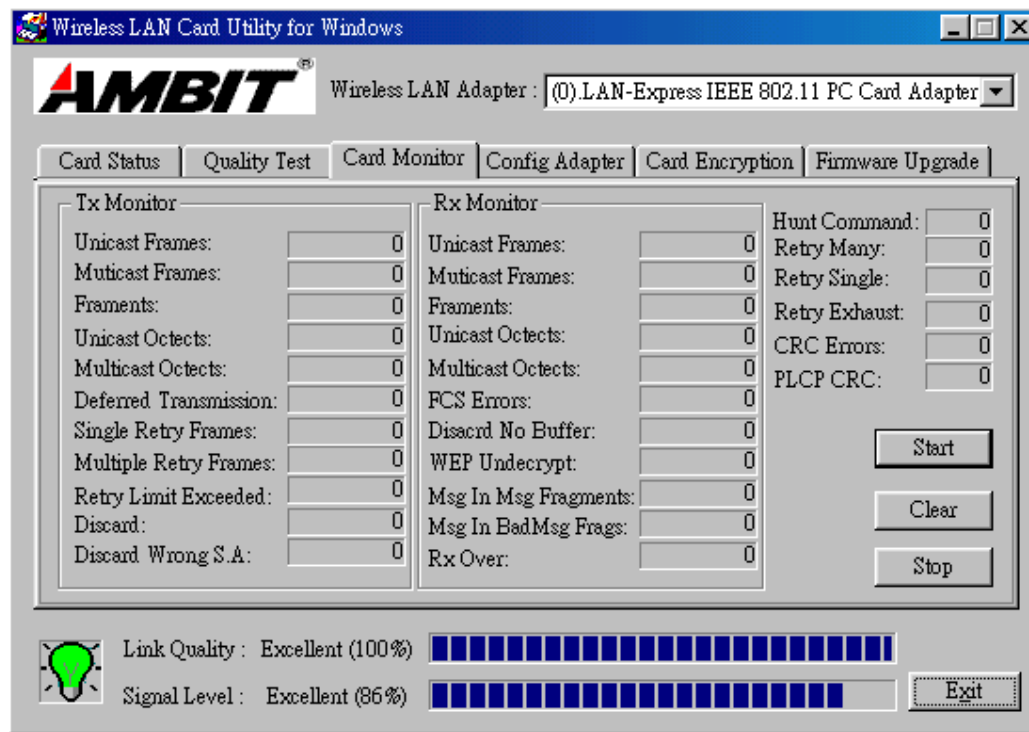 Wireless LAN Card Utility for Windows
AMBIT®
Wireless LAN Adapter : (0).LAN-Express IEEE 802.11 PC Card Adapter
Card Status Quality Test Card Monitor Config Adapter Card Encryption Firmware Upgrade
Tx Monitor
Unicast Frames: 0
Muticast Frames: 0
Framents: 0
Unicast Octects: 0
Multicast Octects: 0
Deferred Transmission: 0
Single Retry Frames: 0
Multiple Retry Frames: 0
Retry Limit Exceeded: 0
Discard: 0
Discard Wrong S.A: 0
Rx Monitor
Unicast Frames: 0
Muticast Frames: 0
Framents: 0
Unicast Octects: 0
Multicast Octects: 0
FCS Errors: 0
Disacrd No Buffer: 0
WEP Undecrypt: 0
Msg In Msg Fragments: 0
Msg In BadMsg Frags: 0
Rx Over: 0
Hunt Command: 0
Retry Many: 0
Retry Single: 0
Retry Exhaust: 0
CRC Errors: 0
PLCP CRC: 0
Start
Clear
Stop
Link Quality : Excellent (100%)
Signal Level : Excellent (86%)
Exit